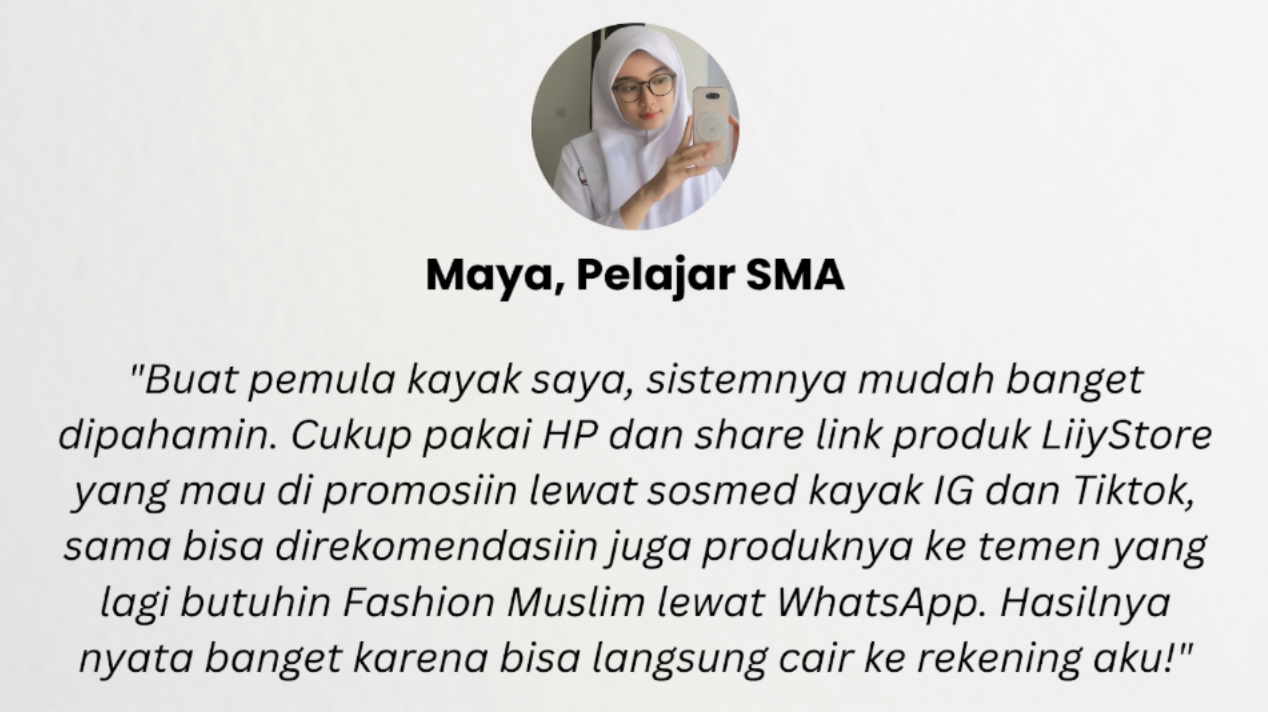 Maya, Pelajar SMA
"Buat pemula kayak saya, sistemnya mudah banget
dipahamin. Cukup pakai HP dan share link produk LiiyStore
yang mau di promosiin lewat sosmed kayak IG dan Tiktok,
sama bisa direkomendasiin juga produknya ke temen yang
lagi butuhin Fashion Muslim lewat WhatsApp. Hasilnya
nyata banget karena bisa langsung cair ke rekening aku!"